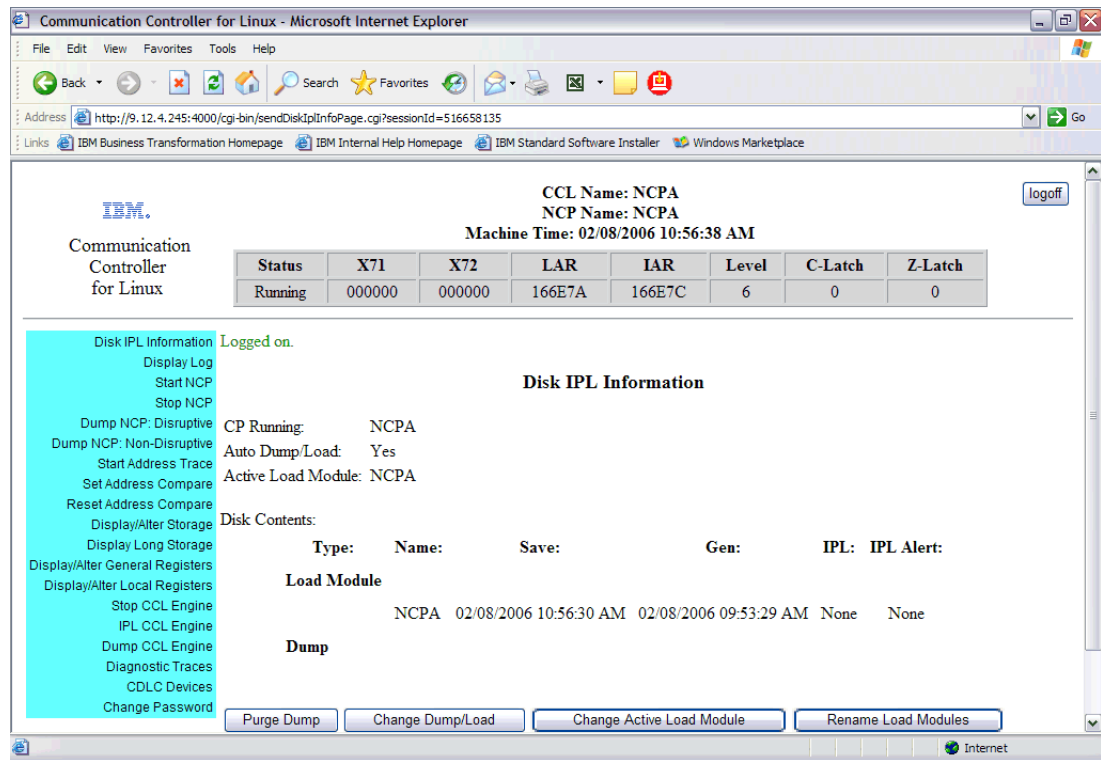 Communication Controller for Linux - Microsoft Internet Explorer
File Edit View Favorites Tools Help
Back Search Favorites
Address http://9.12.4.245:4000/cgi-bin/sendDiskIplInfoPage.cgi?sessionId=516658135 Go
Links IBM Business Transformation Homepage IBM Internal Help Homepage IBM Standard Software Installer Windows Marketplace
CCL Name: NCPA
NCP Name: NCPA
Machine Time: 02/08/2006 10:56:38 AM
logoff
IBM.
Communication
Controller
for Linux
Status X71 X72 LAR IAR Level C-Latch Z-Latch
Running 000000 000000 166E7A 166E7C 6 0 0
Disk IPL Information
Display Log
Start NCP
Stop NCP
Dump NCP: Disruptive
Dump NCP: Non-Disruptive
Start Address Trace
Set Address Compare
Reset Address Compare
Display/Alter Storage
Display Long Storage
Display/Alter General Registers
Display/Alter Local Registers
Stop CCL Engine
IPL CCL Engine
Dump CCL Engine
Diagnostic Traces
CDLC Devices
Change Password
Logged on.
Disk IPL Information
CP Running: NCPA
Auto Dump/Load: Yes
Active Load Module: NCPA
Disk Contents:
Type: Name: Save: Gen: IPL: IPL Alert:
Load Module
NCPA 02/08/2006 10:56:30 AM 02/08/2006 09:53:29 AM None None
Dump
Purge Dump Change Dump/Load Change Active Load Module Rename Load Modules
Internet